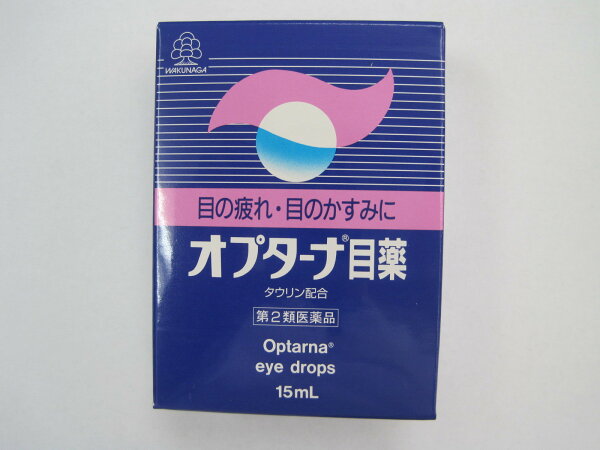 WAKUNAGA
目の疲れ・目のかすみに
オプターナ®目薬
タウリン配合
第2類医薬品
Optarna®
eye drops
15mL